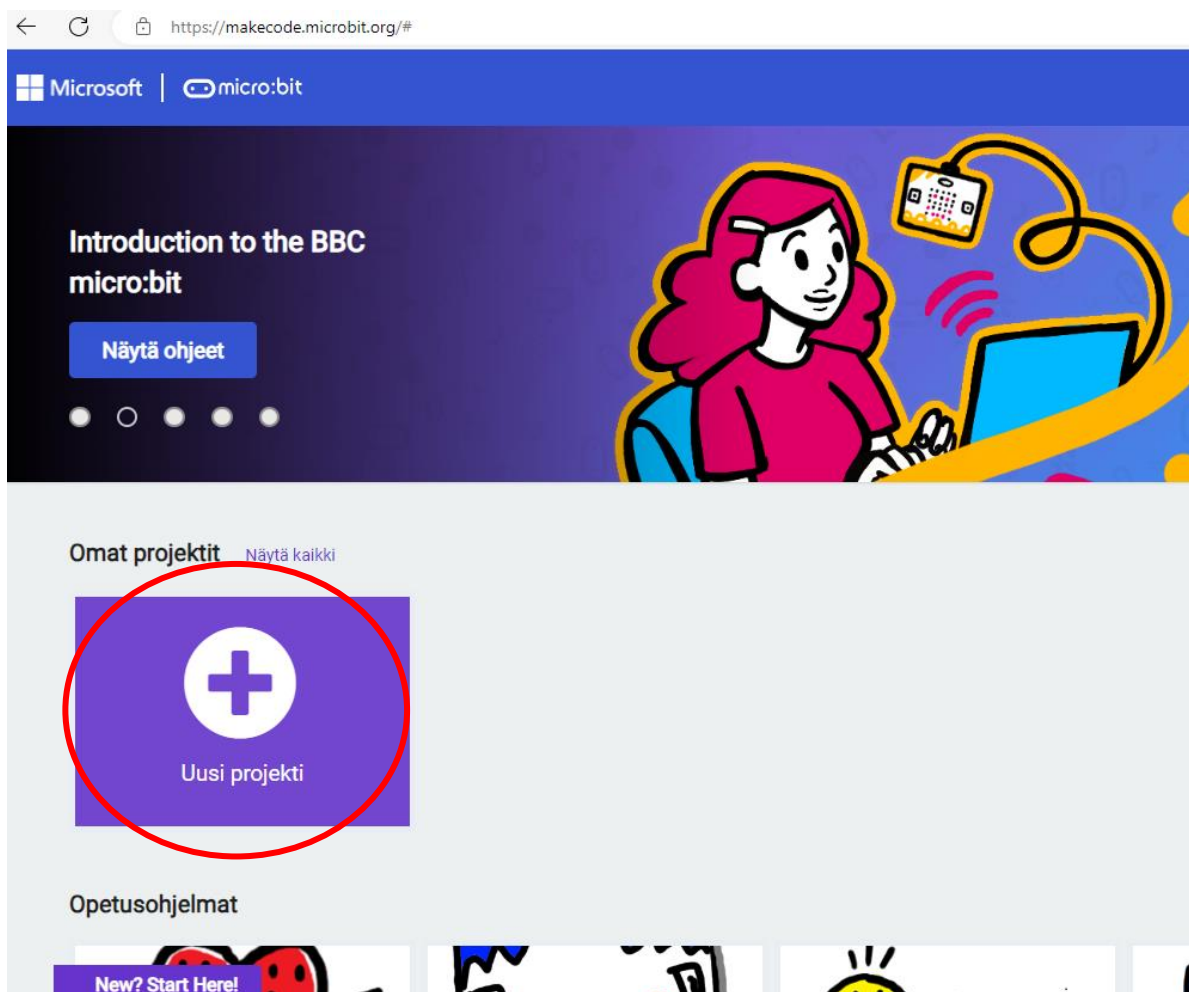 https://makecode.microbit.org/#
Microsoft | micro:bit
Introduction to the BBC
micro:bit
Näytä ohjeet
Omat projektit Näytä kaikki
Uusi projekti
Opetusohjelmat
New? Start Here!